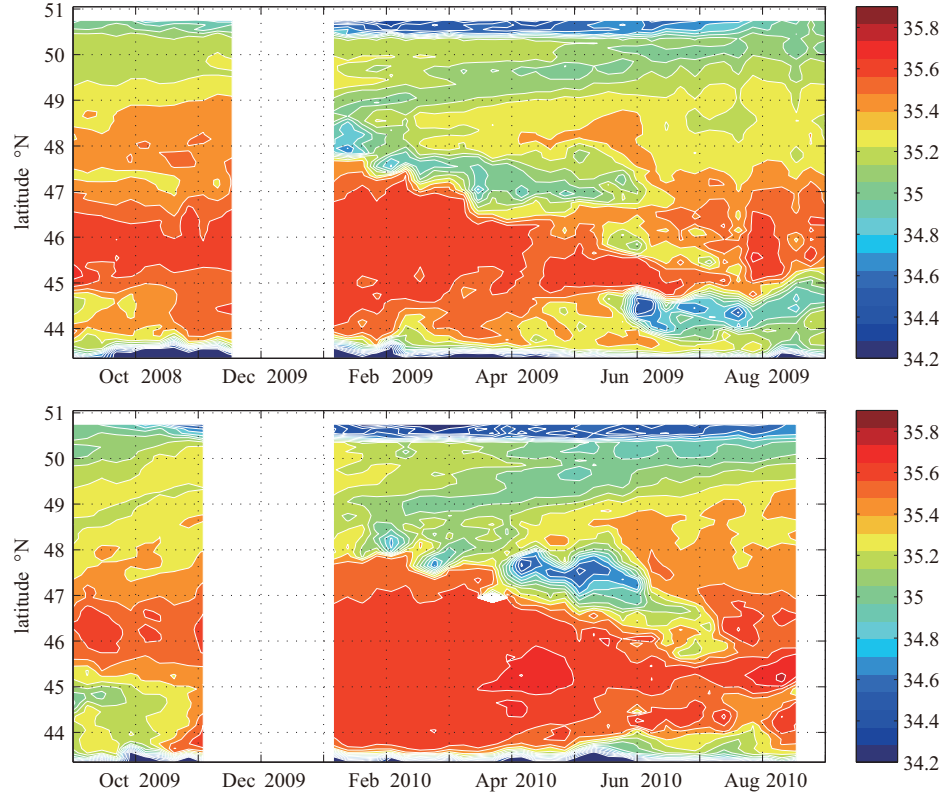 51
50
49
48
47
46
45
44
latitude °N
Oct 2008
Dec 2009
Feb 2009
Apr 2009
Jun 2009
Aug 2009
35.8
35.6
35.4
35.2
35
34.8
34.6
34.4
34.2
51
50
49
48
47
46
45
44
latitude °N
Oct 2009
Dec 2009
Feb 2010
Apr 2010
Jun 2010
Aug 2010
35.8
35.6
35.4
35.2
35
34.8
34.6
34.4
34.2